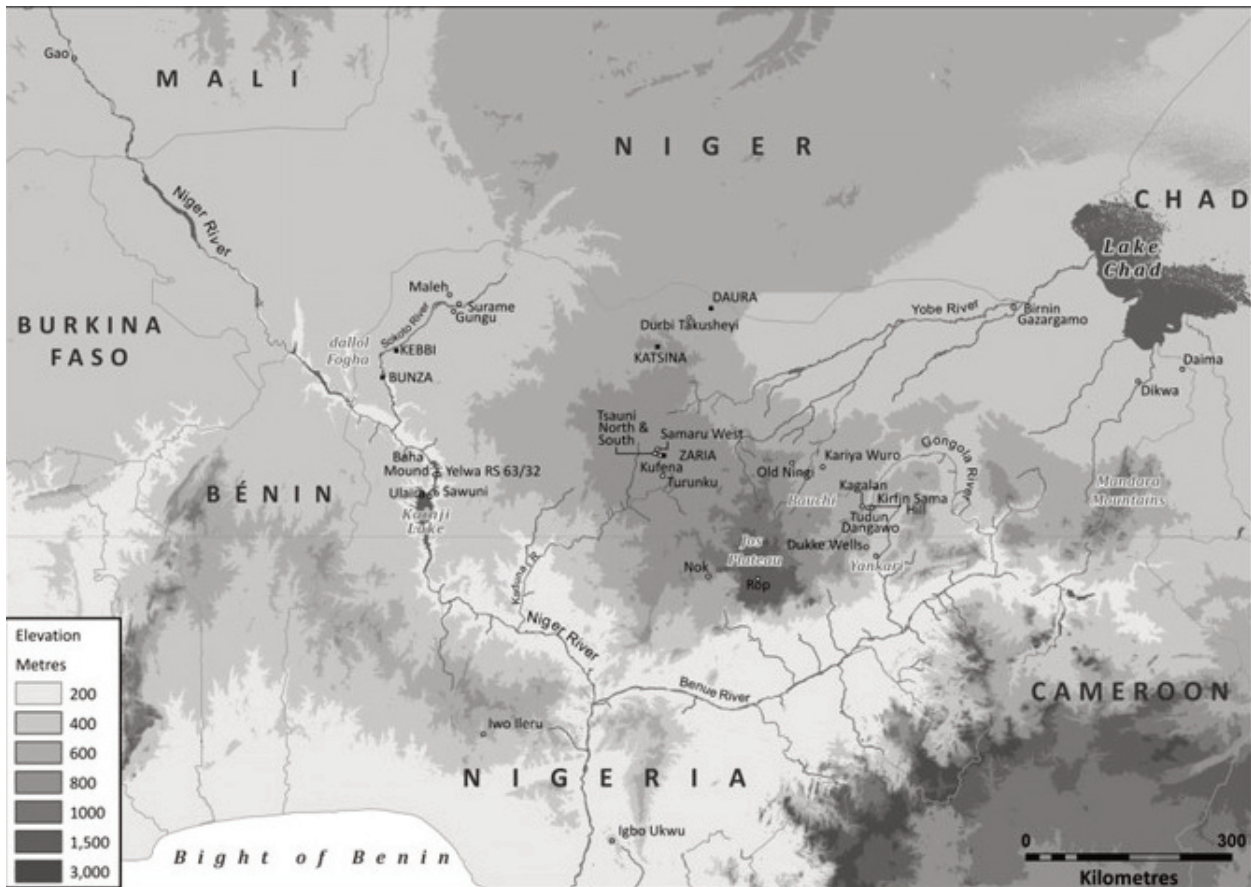 Gao
MALI
NIGER
CHAD
Niger River
Lake
Chad
BURKINA
FASO
dallol
Fogha
Maleh
Surame
Gungu
Sokoto River
KEBBI
BUNZA
DAURA
Durbi Takusheyi
KATSINA
Yobe River
Birnin
Gazargamo
Daima
Dikwa
Tsauni
North &
South
Samaru West
ZARIA
Kufena
Turunku
Old Ningi
Kariya Wuro
Bauchi
Gongola River
Kagalan
Kirfin Sama
Hill
Tudun
Dangawo
Dukke Wells
Yankari
Mandara
Mountains
Baha
Mound
Yelwa RS 63/32
Ulaira
Sawuni
Kainji
Lake
BÉNIN
Kaduna R
Jos
Plateau
Nok
Rop
Niger River
Benue River
CAMEROON
Iwo Ileru
NIGERIA
Igbo Ukwu
Bight of Benin
Elevation
Metres
200
400
600
800
1000
1,500
3,000
0
300
Kilometres